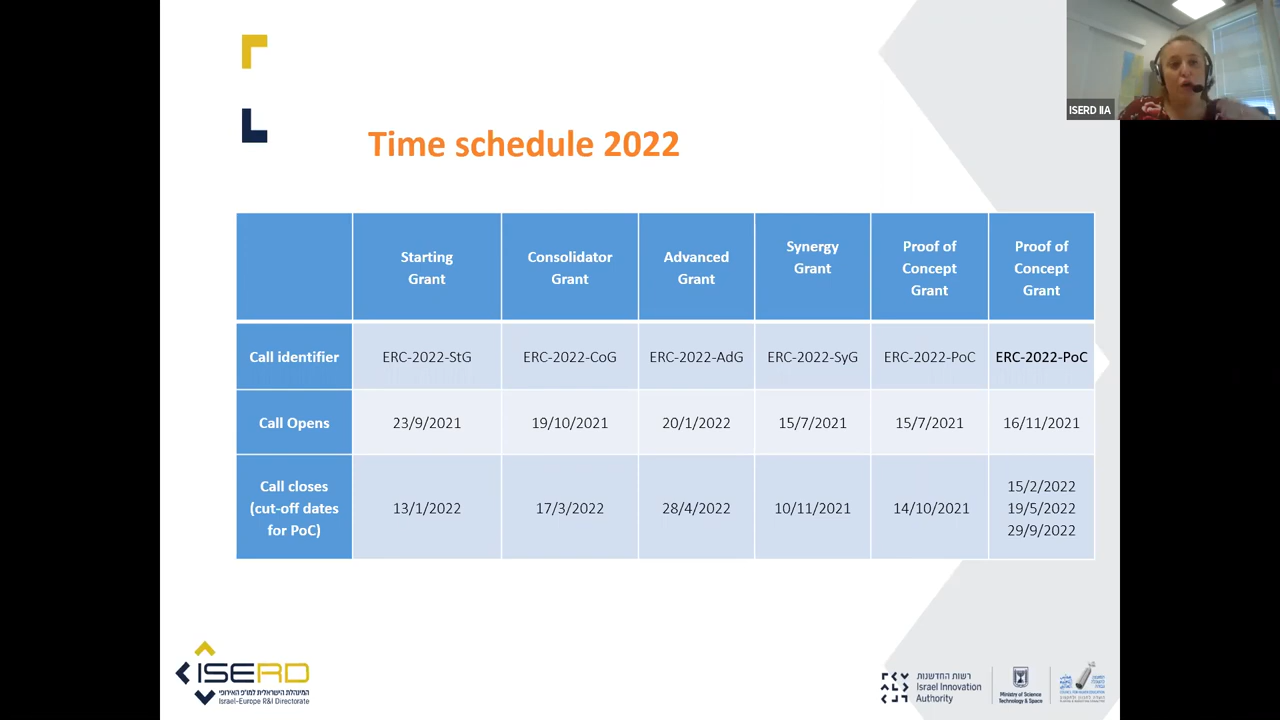 ISERD IIA
Time schedule 2022
Starting
Grant
Consolidator
Grant
Advanced
Grant
Synergy
Grant
Proof of
Concept
Grant
Proof of
Concept
Grant
Call identifier
ERC-2022-StG
ERC-2022-CoG
ERC-2022-AdG
ERC-2022-SyG
ERC-2022-PoC
ERC-2022-PoC
Call Opens
23/9/2021
19/10/2021
20/1/2022
15/7/2021
15/7/2021
16/11/2021
Call closes
(cut-off dates
for PoC)
13/1/2022
17/3/2022
28/4/2022
10/11/2021
14/10/2021
15/2/2022
19/5/2022
29/9/2022
ISERD
המינהלת הישראלית למו״פ האירופי
Israel-Europe R&I Directorate
רשות החדשנות
Israel Innovation
Authority
Ministry of Science
Technology & Space